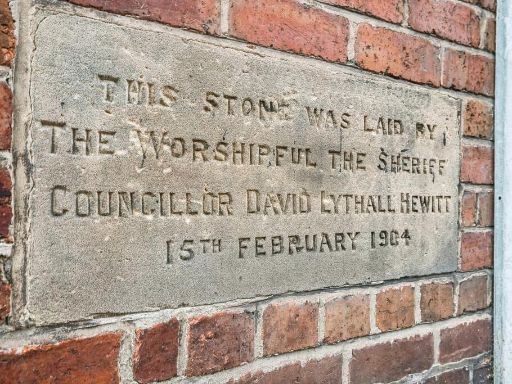 THIS STONE WAS LAID BY
THE WORSHIPFUL THE SHERIFF
COUNCILLOR DAVID LYTHALL HEWITT
15TH FEBRUARY 1904